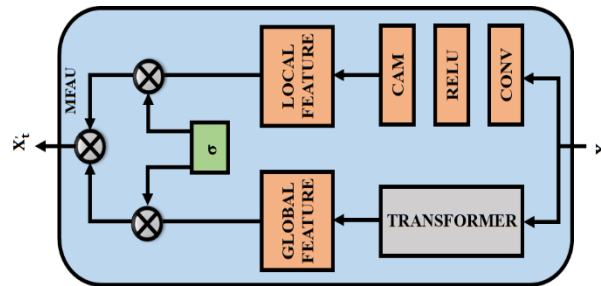 MFAU
X′ₜ
σ
LOCAL
FEATURE
CAM
RELU
CONV
GLOBAL
FEATURE
TRANSFORMER